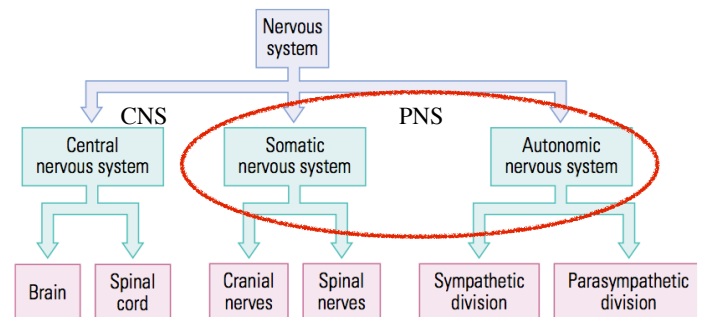 Nervous
system
CNS
PNS
Central
nervous system
Somatic
nervous system
Autonomic
nervous system
Brain
Spinal
cord
Cranial
nerves
Spinal
nerves
Sympathetic
division
Parasympathetic
division